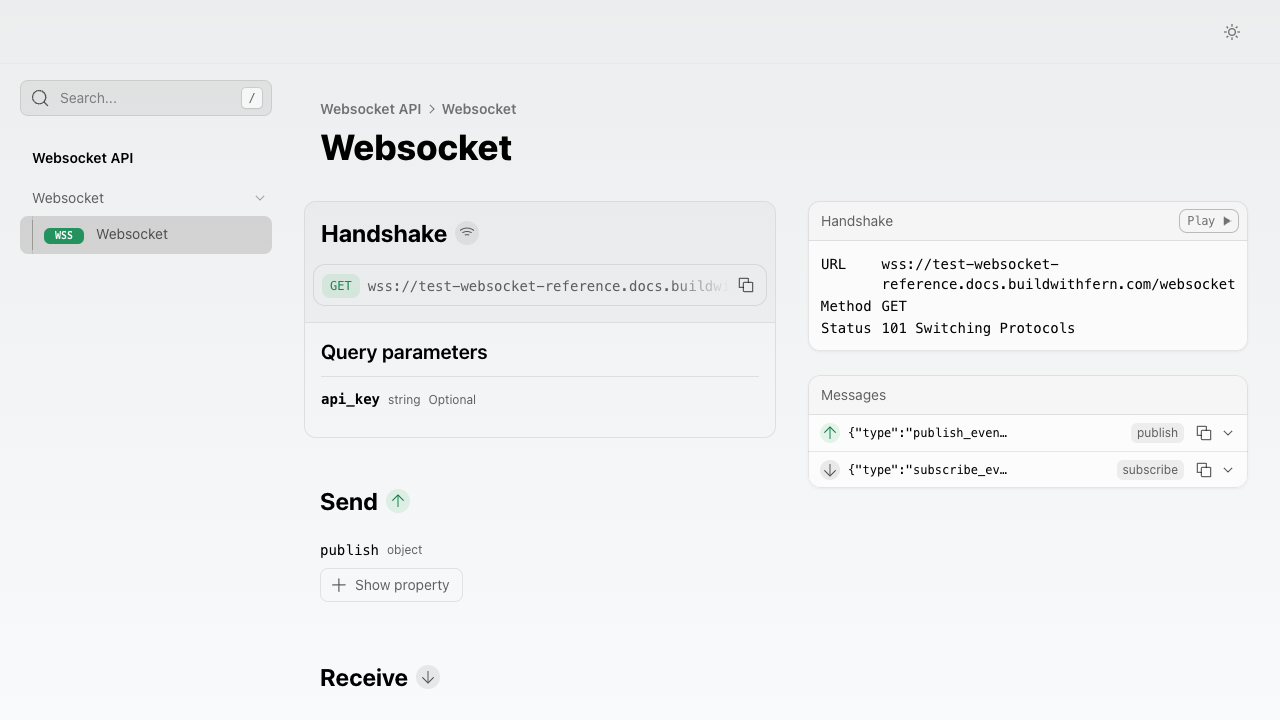 Search...
/
Websocket API
Websocket
WSS Websocket
Websocket API > Websocket
Websocket
Handshake
GET wss://test-websocket-reference.docs.buildwi
Query parameters
api_key string Optional
Send
publish object
Show property
Receive
Handshake
Play
URL wss://test-websocket-
reference.docs.buildwithfern.com/websocket
Method GET
Status 101 Switching Protocols
Messages
{"type":"publish_even… publish
{"type":"subscribe_ev… subscribe